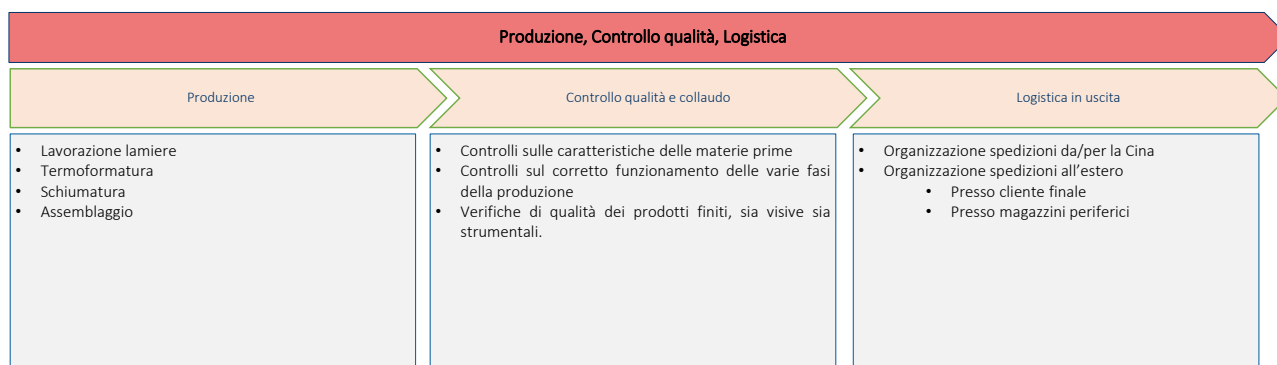 Produzione, Controllo qualità, Logistica
Produzione
Controllo qualità e collaudo
Logistica in uscita
• Lavorazione lamiere
• Termoformatura
• Schiumatura
• Assemblaggio
• Controlli sulle caratteristiche delle materie prime
• Controlli sul corretto funzionamento delle varie fasi
della produzione
• Verifiche di qualità dei prodotti finiti, sia visive sia
strumentali.
• Organizzazione spedizioni da/per la Cina
• Organizzazione spedizioni all’estero
• Presso cliente finale
• Presso magazzini periferici